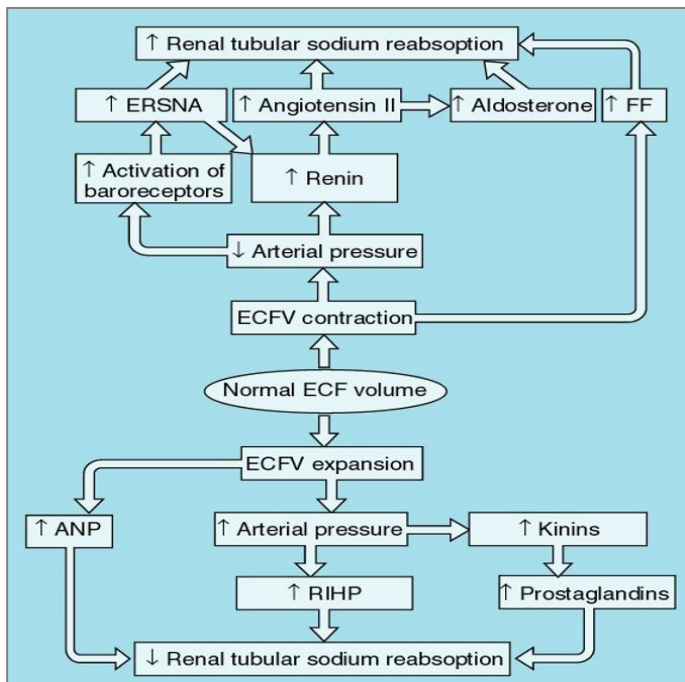 ↑ Renal tubular sodium reabsoption
↑ ERSNA
↑ Angiotensin II
↑ Aldosterone
↑ FF
↑ Activation of
baroreceptors
↑ Renin
↓ Arterial pressure
ECFV contraction
Normal ECF volume
ECFV expansion
↑ ANP
↑ Arterial pressure
↑ Kinins
↑ RIHP
↑ Prostaglandins
↓ Renal tubular sodium reabsorption